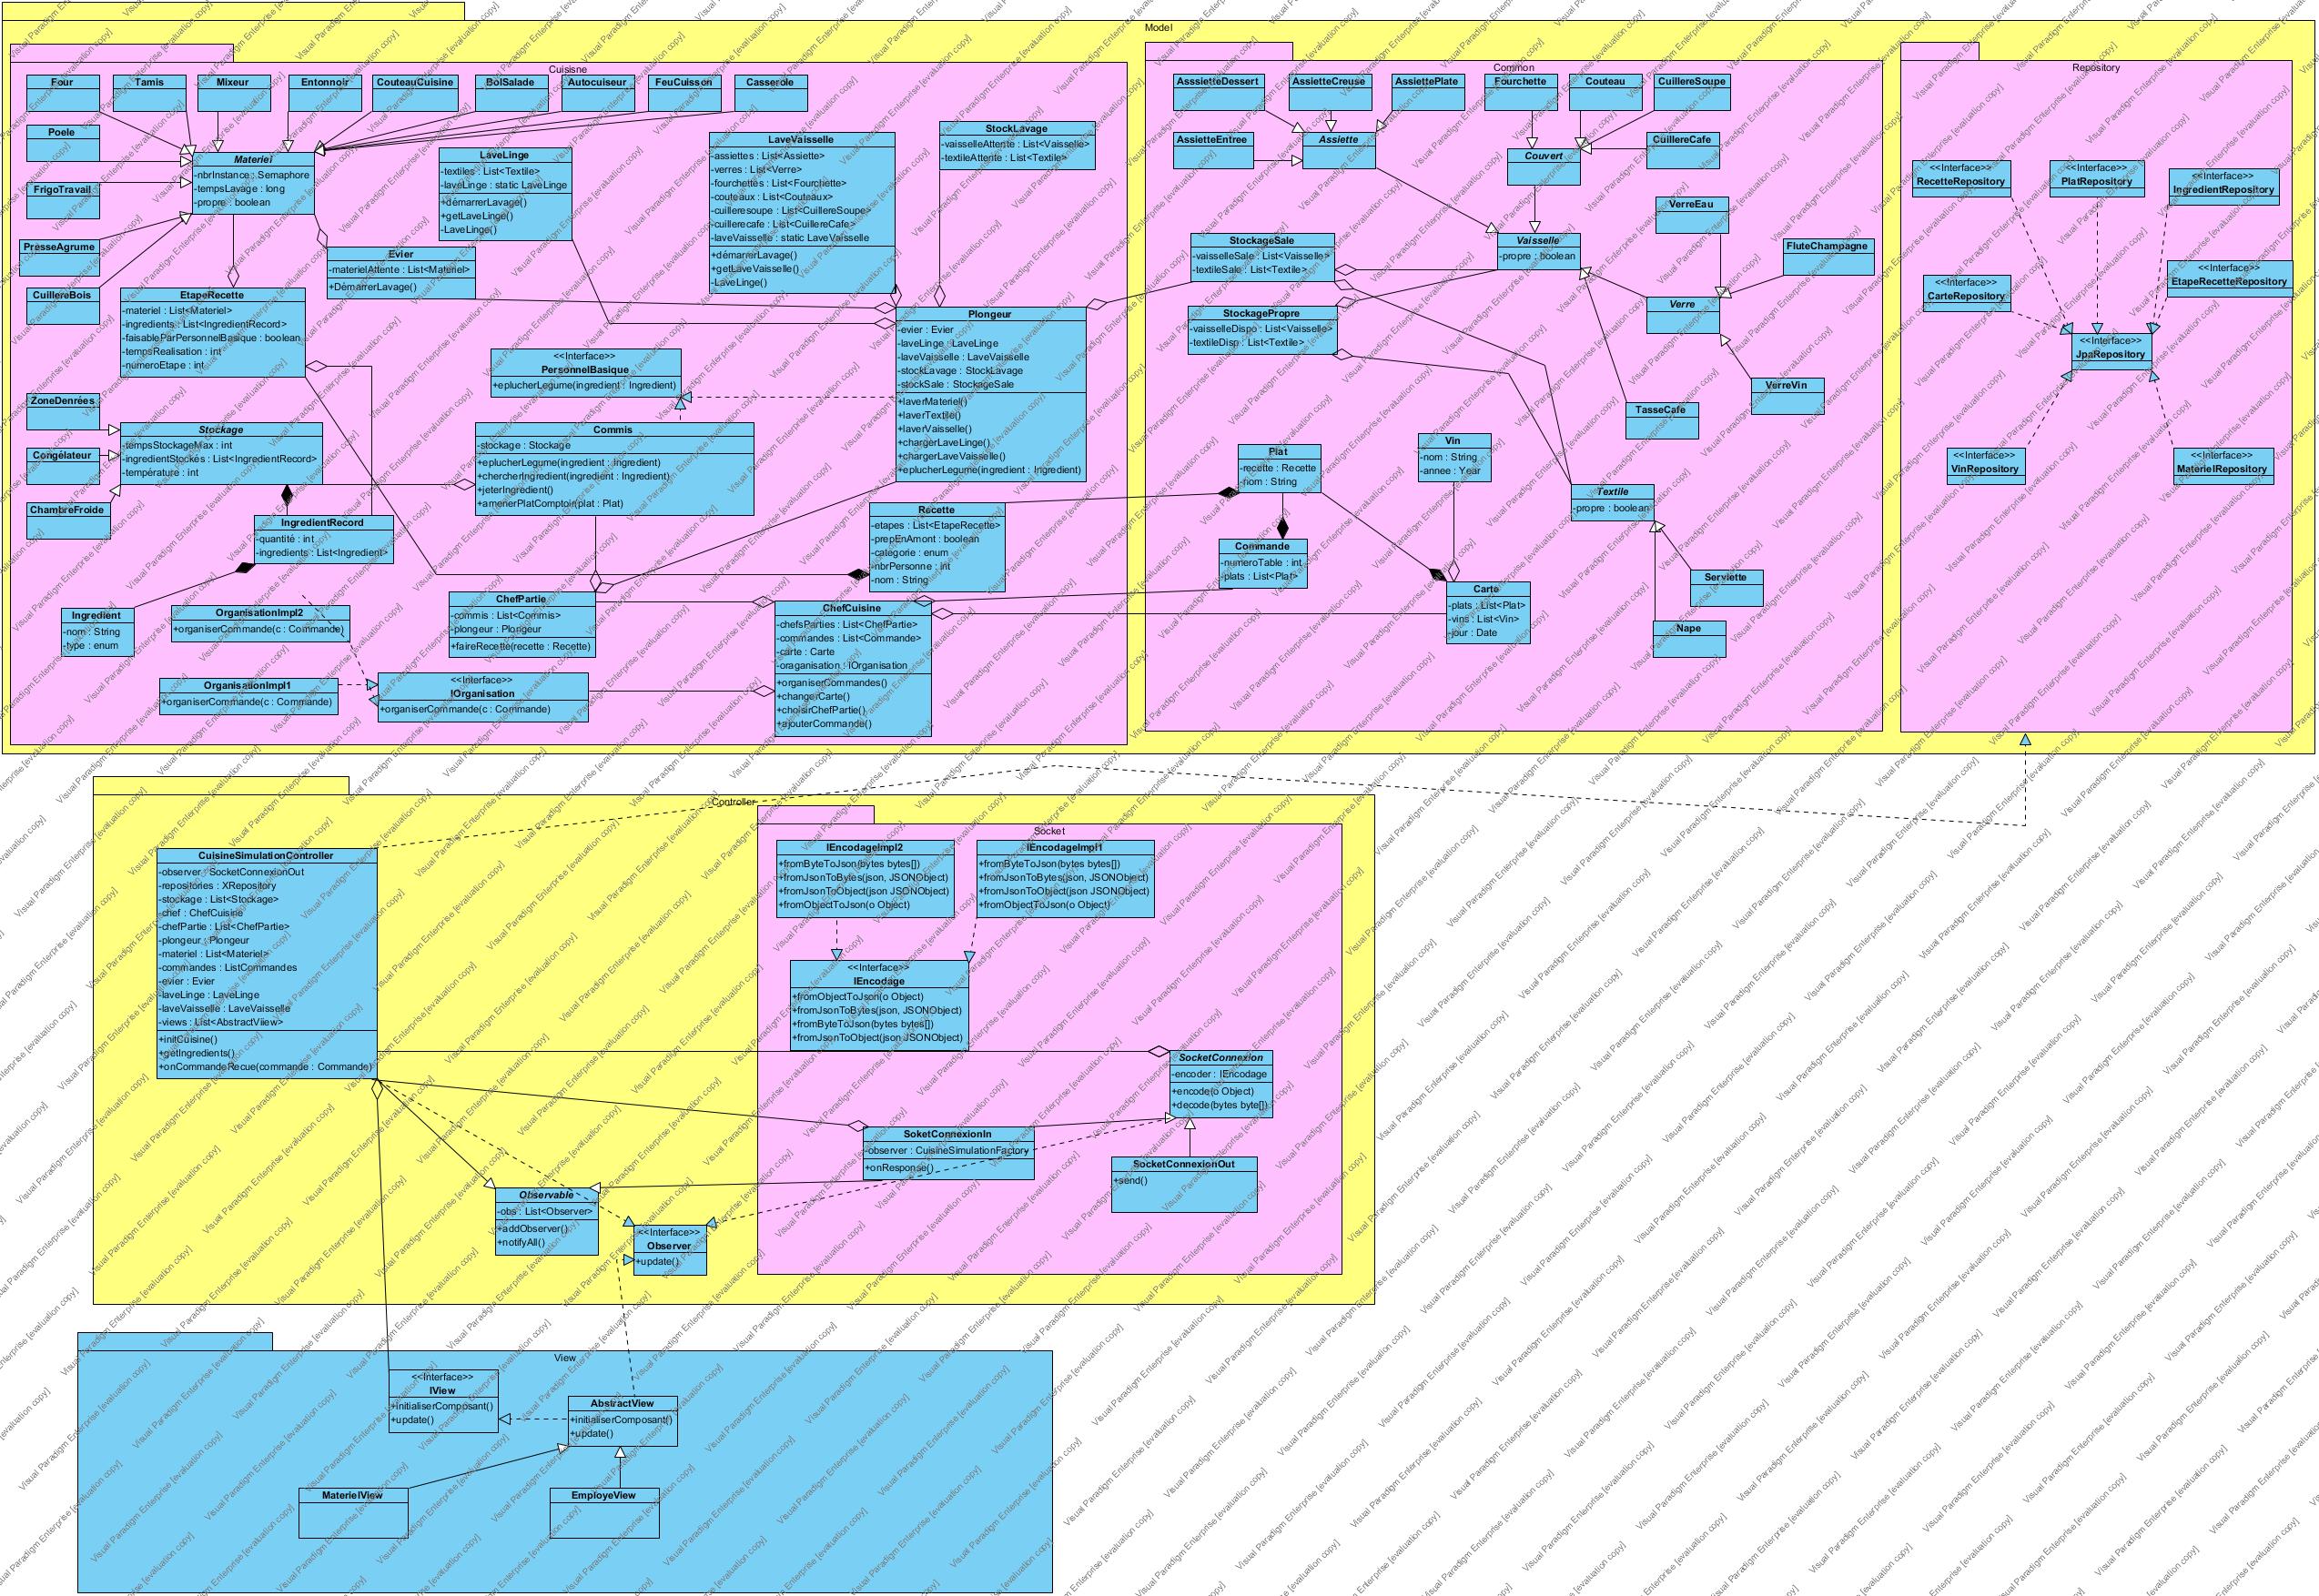 Model
Cuisisne
Four
Tamis
Mixeur
Entonnoir
CouteauCuisine
BolSalade
Autocuiseur
FeuCuisson
Casserole
Poele
FrigoTravail
PresseAgrume
CuillereBois
Materiel
-nbrInstance : Semaphore
-tempsLavage : long
-propre : boolean
LaveLinge
-textiles : List<Textile>
-laveLinge : static LaveLinge
+démarrerLavage()
+getLaveLinge()
-LaveLinge()
LaveVaisselle
-assiettes : List<Assiette>
-verres : List<Verre>
-fourchettes : List<Fourchette>
-couteaux : List<Couteaux>
-cuilleresoupe : List<CuillereSoupe>
-cuillerecafe : List<CuillereCafe>
-laveVaisselle : static LaveVaisselle
+démarrerLavage()
+getLaveVaisselle()
-LaveLinge()
StockLavage
-vaisselleAttente : List<Vaisselle>
-textileAttente : List<Textile>
Evier
-materielAttente : List<Materiel>
+DémarrerLavage()
EtapeRecette
-materiel : List<Materiel>
-ingredients : List<IngredientRecord>
-faisableParPersonnelBasique : boolean
-tempsRealisation : int
-numeroEtape : int
<<Interface>>
PersonnelBasique
+eplucherLegume(ingredient : Ingredient)
Plongeur
-evier : Evier
-laveLinge : LaveLinge
-laveVaisselle : LaveVaisselle
-stockLavage : StockLavage
-stockSale : StockageSale
+laverMateriel()
+laverTextile()
+laverVaisselle()
+chargerLaveLinge()
+chargerLaveVaisselle()
+eplucherLegume(ingredient : Ingredient)
ZoneDenrées
Congélateur
ChambreFroide
Stockage
-tempsStockageMax : int
-ingredientStockés : List<IngredientRecord>
-température : int
Commis
-stockage : Stockage
+eplucherLegume(ingredient : Ingredient)
+chercherIngredient(ingredient : Ingredient)
+jeterIngredient()
+amenerPlatComptoir(plat : Plat)
IngredientRecord
-quantité : int
-ingredients : List<Ingredient>
Recette
-etapes : List<EtapeRecette>
-prepEnAmont : boolean
-categorie : enum
-nbrPersonne : int
-nom : String
Ingredient
-nom : String
-type : enum
OrganisationImpl2
+organiserCommande(c : Commande)
OrganisationImpl1
+organiserCommande(c : Commande)
<<Interface>>
IOrganisation
+organiserCommande(c : Commande)
ChefPartie
-commis : List<Commis>
-plongeur : Plongeur
+faireRecette(recette : Recette)
ChefCuisine
-chefsParties : List<ChefPartie>
-commandes : List<Commande>
-carte : Carte
-oraganisation : IOrganisation
+organiserCommandes()
+changerCarte()
+choisirChefPartie()
+ajouterCommande()
Common
AsssietteDessert
AssietteCreuse
AssiettePlate
Fourchette
Couteau
CuillereSoupe
AssietteEntree
Assiette
Couvert
CuillereCafe
VerreEau
FluteChampagne
StockageSale
-vaisselleSale : List<Vaisselle>
-textileSale : List<Textile>
Vaisselle
-propre : boolean
StockagePropre
-vaisselleDispo : List<Vaisselle>
-textileDisp : List<Textile>
Verre
VerreVin
TasseCafe
Plat
-recette : Recette
-nom : String
Vin
-nom : String
-annee : Year
Textile
-propre : boolean
Commande
-numeroTable : int
-plats : List<Plat>
Carte
-plats : List<Plat>
-vins : List<Vin>
-jour : Date
Serviette
Nape
Repository
<<Interface>>
RecetteRepository
<<Interface>>
PlatRepository
<<Interface>>
IngredientRepository
<<Interface>>
CarteRepository
<<Interface>>
EtapeRecetteRepository
<<Interface>>
JpaRepository
<<Interface>>
VinRepository
<<Interface>>
MaterielRepository
Controller
CuisineSimulationController
-observer : SocketConnexionOut
-repositories : XRepository
-stockage : List<Stockage>
-chef : ChefCuisine
-chefPartie : List<ChefPartie>
-plongeur : Plongeur
-materiel : List<Materiel>
-commandes : ListCommandes
-evier : Evier
-laveLinge : LaveLinge
-laveVaisselle : LaveVaisselle
-views : List<AbstractViiew>
+initCuisine()
+getIngredients()
+onCommandeRecue(commande : Commande)
Socket
IEncodageImpl2
+fromByteToJson(bytes bytes[])
+fromJsonToBytes(json, JSONObject)
+fromJsonToObject(json JSONObject)
+fromObjectToJson(o Object)
IEncodageImpl1
+fromByteToJson(bytes bytes[])
+fromJsonToBytes(json, JSONObject)
+fromJsonToObject(json JSONObject)
+fromObjectToJson(o Object)
<<Interface>>
IEncodage
+fromObjectToJson(o Object)
+fromJsonToBytes(json, JSONObject)
+fromByteToJson(bytes bytes[])
+fromJsonToObject(json JSONObject)
SocketConnexion
-encoder : IEncodage
+encode(o Object)
+decode(bytes byte[])
SoketConnexionIn
-observer : CuisineSimulationFactory
+onResponse()
SocketConnexionOut
+send()
Observable
-obs : List<Observer>
+addObserver()
+notifyAll()
<<Interface>>
Observer
+update()
View
<<Interface>>
IView
+initialiserComposant()
+update()
AbstractView
+initialiserComposant()
+update()
MaterielView
EmployeView
Visual Paradigm Enterprise [evaluation copy]